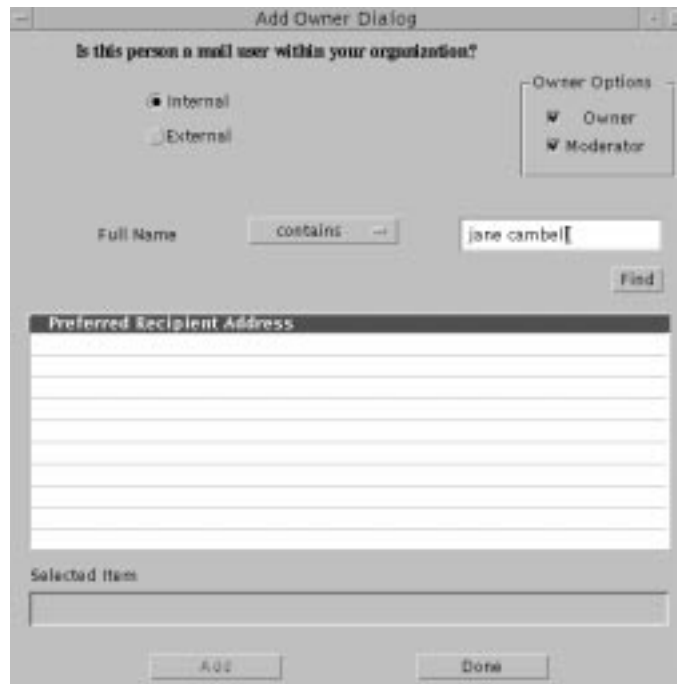 Add Owner Dialog
Is this person a mail user within your organization?
Internal
External
Owner Options
Owner
Moderator
Full Name
contains
jane cambel
Find
Preferred Recipient Address
Selected Item
Add
Done